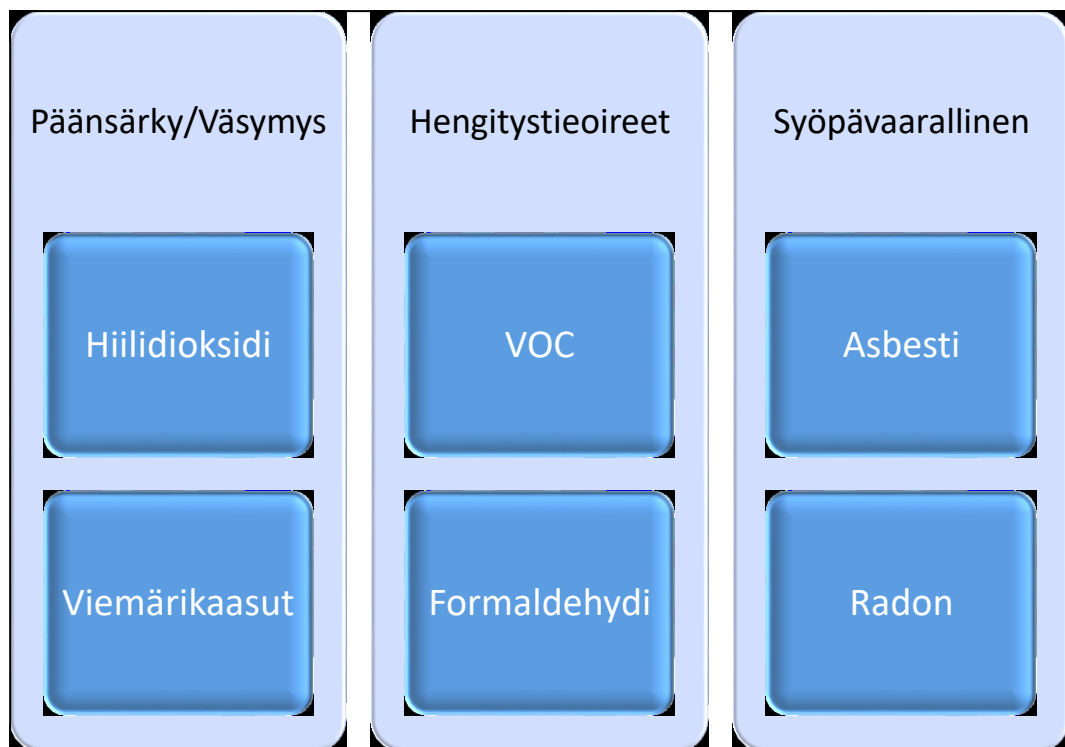 Päänsärky/Väsymys
Hiilidioksidi
Viemärikaasut
Hengitystieoireet
VOC
Formaldehydi
Syöpävaarallinen
Asbesti
Radon